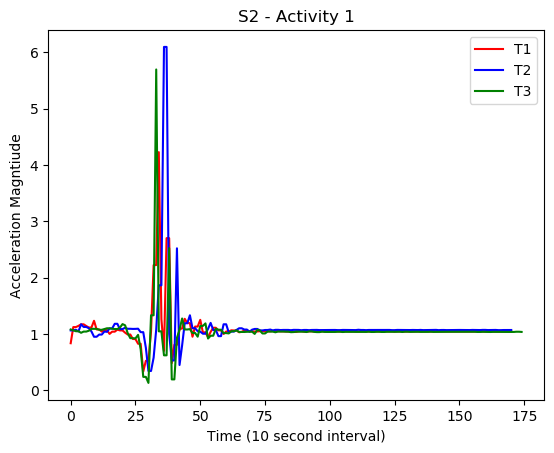 S2 - Activity 1
T1
T2
T3
6
5
4
3
2
1
0
Acceleration Magntiude
0 25 50 75 100 125 150 175
Time (10 second interval)